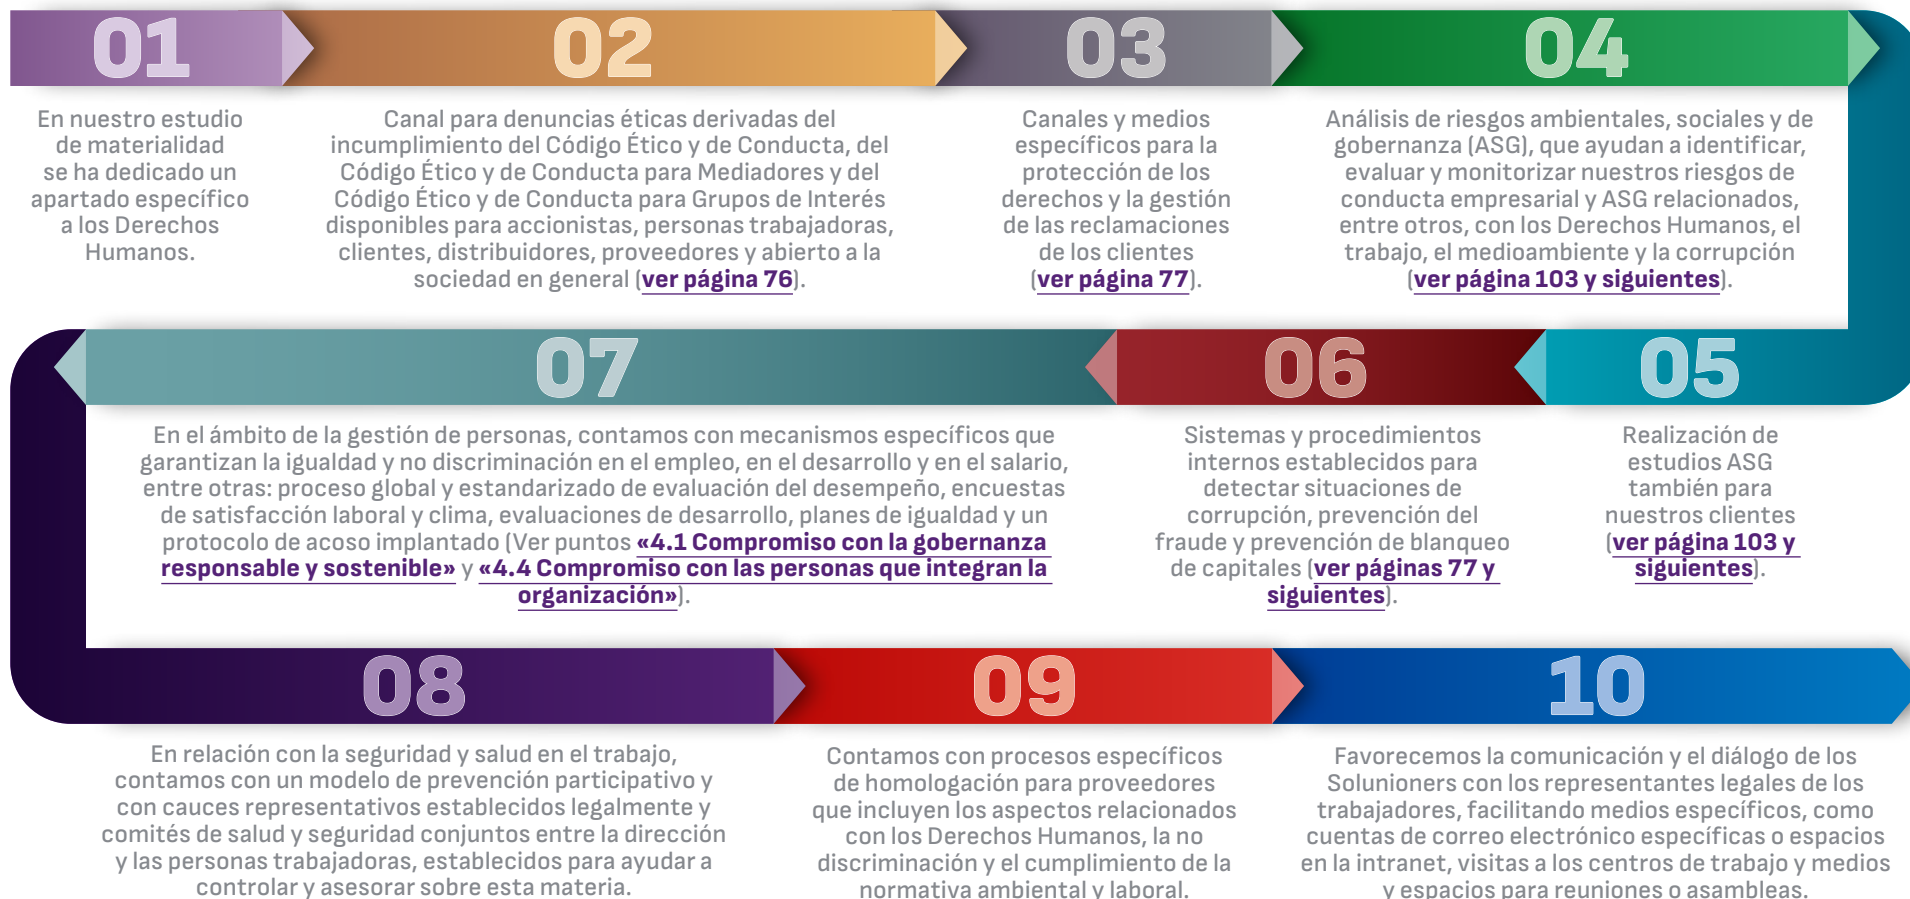 01
En nuestro estudio
de materialidad
se ha dedicado un
apartado específico
a los Derechos
Humanos.
02
Canal para denuncias éticas derivadas del
incumplimiento del Código Ético y de Conducta, del
Código Ético y de Conducta para Mediadores y del
Código Ético y de Conducta para Grupos de Interés
disponibles para accionistas, personas trabajadoras,
clientes, distribuidores, proveedores y abierto a la
sociedad en general (ver página 76).
03
Canales y medios
específicos para la
protección de los
derechos y la gestión
de las reclamaciones
de los clientes
(ver página 77).
04
Análisis de riesgos ambientales, sociales y de
gobernanza (ASG), que ayudan a identificar,
evaluar y monitorizar nuestros riesgos de
conducta empresarial y ASG relacionados,
entre otros, con los Derechos Humanos, el
trabajo, el medioambiente y la corrupción
(ver página 103 y siguientes).
05
Realización de
estudios ASG
también para
nuestros clientes
(ver página 103 y
siguientes).
06
Sistemas y procedimientos
internos establecidos para
detectar situaciones de
corrupción, prevención del
fraude y prevención de blanqueo
de capitales (ver páginas 77 y
siguientes).
07
En el ámbito de la gestión de personas, contamos con mecanismos específicos que
garantizan la igualdad y no discriminación en el empleo, en el desarrollo y en el salario,
entre otras: proceso global y estandarizado de evaluación del desempeño, encuestas
de satisfacción laboral y clima, evaluaciones de desarrollo, planes de igualdad y un
protocolo de acoso implantado (Ver puntos «4.1 Compromiso con la gobernanza
responsable y sostenible» y «4.4 Compromiso con las personas que integran la
organización»).
08
En relación con la seguridad y salud en el trabajo,
contamos con un modelo de prevención participativo y
con cauces representativos establecidos legalmente y
comités de salud y seguridad conjuntos entre la dirección
y las personas trabajadoras, establecidos para ayudar a
controlar y asesorar sobre esta materia.
09
Contamos con procesos específicos
de homologación para proveedores
que incluyen los aspectos relacionados
con los Derechos Humanos, la no
discriminación y el cumplimiento de la
normativa ambiental y laboral.
10
Favorecemos la comunicación y el diálogo de los
Solunioners con los representantes legales de los
trabajadores, facilitando medios específicos, como
cuentas de correo electrónico específicas o espacios
en la intranet, visitas a los centros de trabajo y medios
y espacios para reuniones o asambleas.